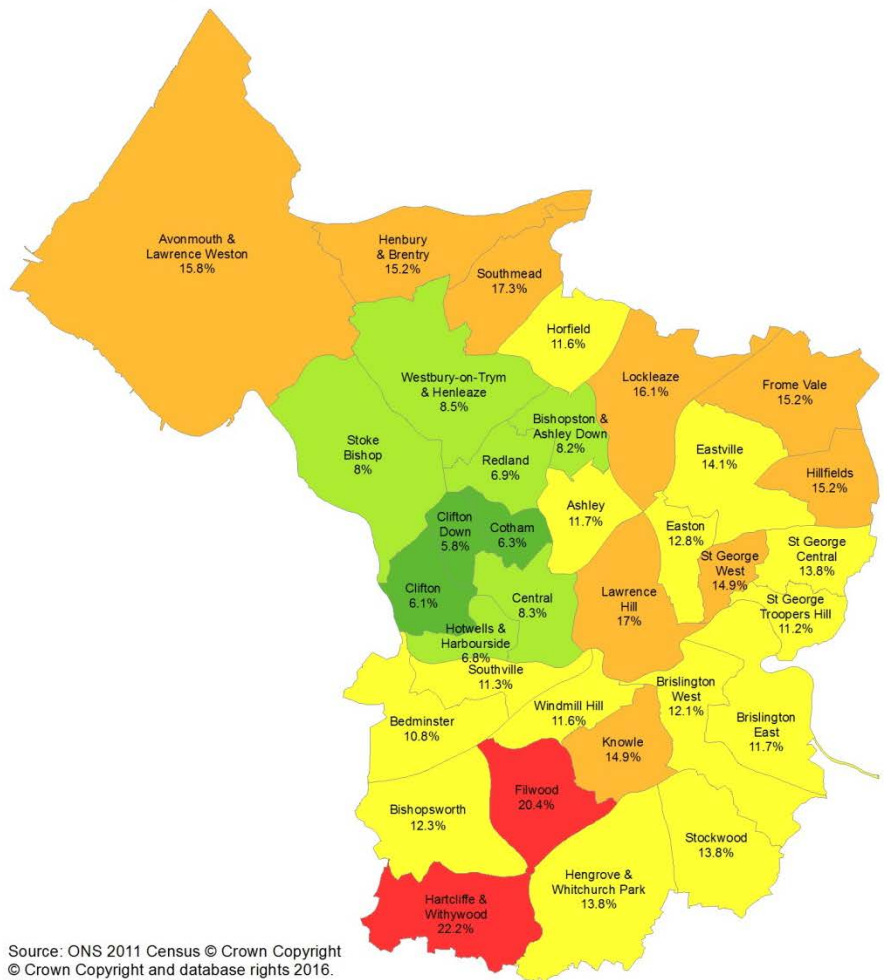 Avonmouth &
Lawrence Weston
15.8%
Henbury
& Brentry
15.2%
Southmead
17.3%
Horfield
11.6%
Lockleaze
16.1%
Frome Vale
15.2%
Westbury-on-Trym
& Henleaze
8.5%
Bishopston &
Ashley Down
8.2%
Eastville
14.1%
Stoke
Bishop
8%
Redland
6.9%
Hillfields
15.2%
Ashley
11.7%
Clifton
Down
5.8%
Cotham
6.3%
Easton
12.8%
St George
Central
13.8%
St George
West
14.9%
Clifton
6.1%
Central
8.3%
Lawrence
Hill
17%
St George
Troopers Hill
11.2%
Hotwells &
Harbourside
6.8%
Southville
11.3%
Brislington
West
12.1%
Windmill Hill
11.6%
Bedminster
10.8%
Brislington
East
11.7%
Knowle
14.9%
Filwood
20.4%
Bishopsworth
12.3%
Stockwood
13.8%
Hengrove &
Whitchurch Park
13.8%
Hartcliffe &
Withywood
22.2%
Source: ONS 2011 Census © Crown Copyright
© Crown Copyright and database rights 2016.